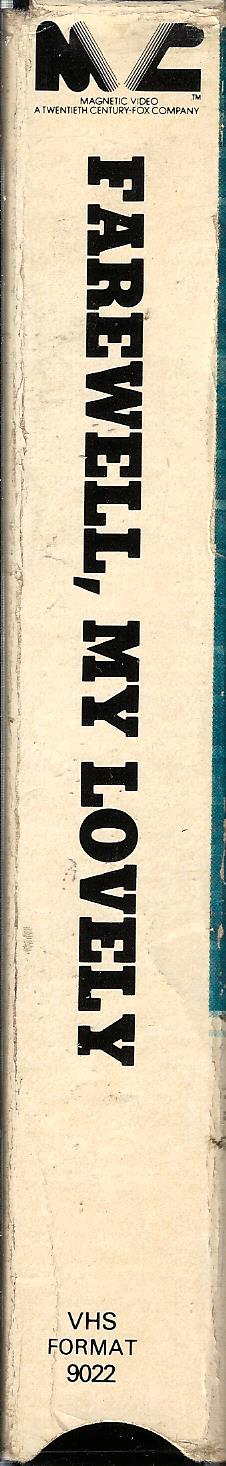 MV
MAGNETIC VIDEO
A TWENTIETH CENTURY-FOX COMPANY
TM
FAREWELL, MY LOVELY
VHS
FORMAT
9022